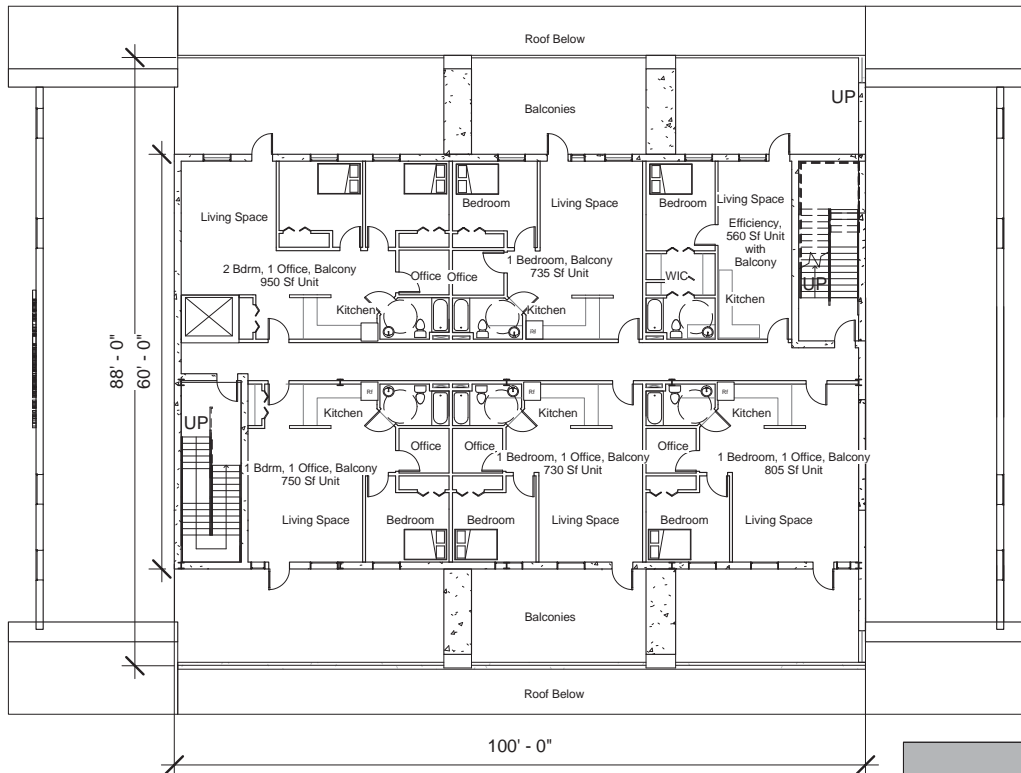 Roof Below
UP
Balconies
Bedroom
Living Space
Bedroom
Living Space
Living Space
Efficiency,
560 Sf Unit
with
Balcony
2 Bdrm, 1 Office, Balcony
950 Sf Unit
Office
Office
1 Bedroom, Balcony
735 Sf Unit
WIC
UP
Kitchen
Kitchen
Kitchen
Rf
88' - 0"
60' - 0"
Rf
Rf
UP
Kitchen
Kitchen
Kitchen
Office
Office
Office
1 Bdrm, 1 Office, Balcony
750 Sf Unit
1 Bedroom, 1 Office, Balcony
730 Sf Unit
1 Bedroom, 1 Office, Balcony
805 Sf Unit
Living Space
Bedroom
Bedroom
Living Space
Bedroom
Living Space
Balconies
Roof Below
100' - 0"